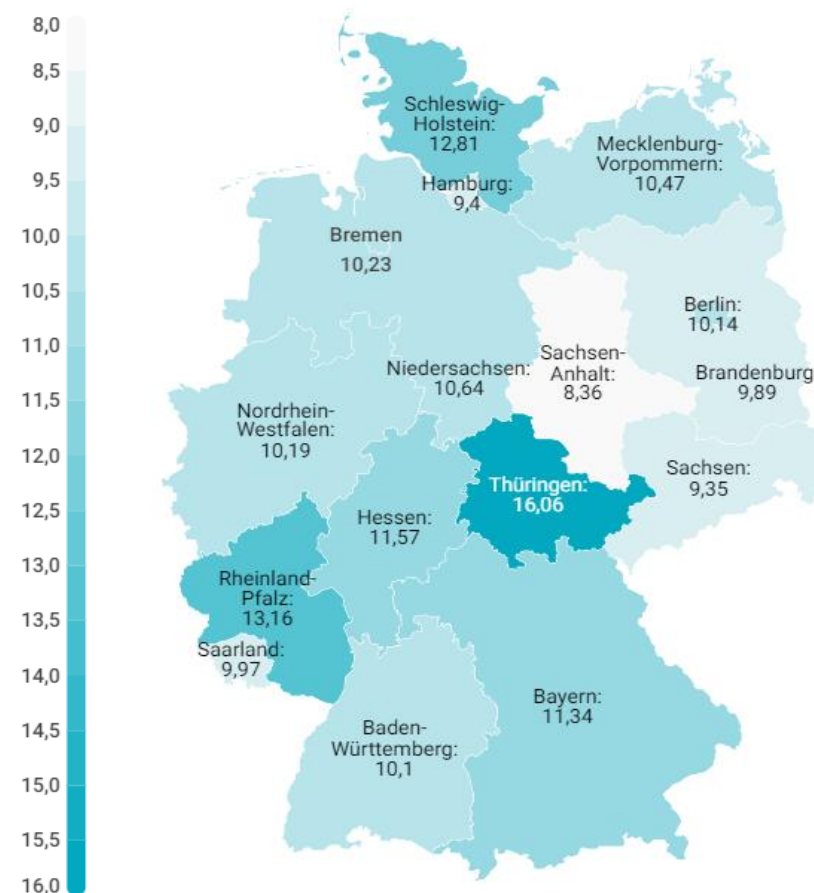 8,0
8,5
9,0
9,5
10,0
10,5
11,0
11,5
12,0
12,5
13,0
13,5
14,0
14,5
15,0
15,5
16,0
Schleswig-
Holstein:
12,81
Mecklenburg-
Vorpommern:
10,47
Hamburg:
9,4
Bremen
10,23
Berlin:
10,14
Niedersachsen:
10,64
Sachsen-
Anhalt:
8,36
Brandenburg
9,89
Nordrhein-
Westfalen:
10,19
Sachsen:
9,35
Thüringen:
16,06
Hessen:
11,57
Rheinland-
Pfalz:
13,16
Saarland:
9,97
Bayern:
11,34
Baden-
Württemberg:
10,1